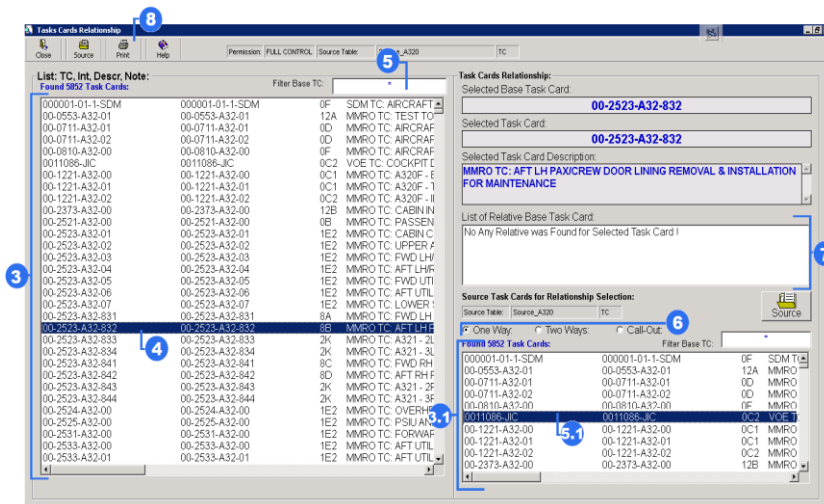 8
Tasks Cards Relationship
Close Source Print Help Permission: FULL CONTROL Source Table: Source_A320 TC
5
List: TC, Int, Descr, Note:
Found 5852 Task Cards: Filter Base TC: *
3
000001-01-1-SDM 000001-01-1-SDM 0F SDM TC: AIRCRAFT
00-0553-A32-01 00-0553-A32-01 12A MMRO TC: TEST TO
00-0711-A32-01 00-0711-A32-01 0D MMRO TC: AIRCRAF
00-0711-A32-02 00-0711-A32-02 0D MMRO TC: AIRCRAF
00-0810-A32-00 00-0810-A32-00 0F MMRO TC: AIRCRAF
0011086-JIC 0011086-JIC 0C2 VOE TC: COCKPIT D
00-1221-A32-00 00-1221-A32-00 0C1 MMRO TC: A320F - E
00-1221-A32-01 00-1221-A32-01 0C1 MMRO TC: A320F - T
00-1221-A32-02 00-1221-A32-02 0C2 MMRO TC: A320F - I
00-2373-A32-00 00-2373-A32-00 12B MMRO TC: CABIN IN
00-2521-A32-00 00-2521-A32-00 0B MMRO TC: PASSEN
00-2523-A32-01 00-2523-A32-01 1E2 MMRO TC: CABIN C
00-2523-A32-02 00-2523-A32-02 1E2 MMRO TC: UPPER A
00-2523-A32-03 00-2523-A32-03 1E2 MMRO TC: FWD LH/
00-2523-A32-04 00-2523-A32-04 1E2 MMRO TC: AFT LH/R
00-2523-A32-05 00-2523-A32-05 1E2 MMRO TC: FWD UTI
00-2523-A32-06 00-2523-A32-06 1E2 MMRO TC: AFT UTIL
00-2523-A32-07 00-2523-A32-07 1E2 MMRO TC: LOWER S
00-2523-A32-831 00-2523-A32-831 8A MMRO TC: FWD LH
00-2523-A32-832 00-2523-A32-832 8B MMRO TC: AFT LH F
00-2523-A32-833 00-2523-A32-833 2K MMRO TC: A321 - 2L
00-2523-A32-834 00-2523-A32-834 2K MMRO TC: A321 - 3L
00-2523-A32-841 00-2523-A32-841 8C MMRO TC: FWD RH
00-2523-A32-842 00-2523-A32-842 8D MMRO TC: AFT RH F
00-2523-A32-843 00-2523-A32-843 2K MMRO TC: A321 - 2F
00-2523-A32-844 00-2523-A32-844 2K MMRO TC: A321 - 3F
00-2524-A32-00 00-2524-A32-00 1E2 MMRO TC: OVERHE
00-2525-A32-00 00-2525-A32-00 1E2 MMRO TC: PSIU AN
00-2531-A32-00 00-2531-A32-00 1E2 MMRO TC: FORWAR
00-2533-A32-00 00-2533-A32-00 1E2 MMRO TC: AFT UTIL
00-2533-A32-01 00-2533-A32-01 1E2 MMRO TC: AFT UTIL
4
Task Cards Relationship:
Selected Base Task Card:
00-2523-A32-832
Selected Task Card:
00-2523-A32-832
Selected Task Card Description:
MMRO TC: AFT LH PAX/CREW DOOR LINING REMOVAL & INSTALLATION
FOR MAINTENANCE
List of Relative Base Task Card:
No Any Relative was Found for Selected Task Card !
7
Source Task Cards for Relationship Selection:
Source Table: Source_A320 TC
Source
One Way: Two Ways: Call-Out: 6
Found 5852 Task Cards: Filter Base TC: *
3.1
000001-01-1-SDM 000001-01-1-SDM 0F SDM T
00-0553-A32-01 00-0553-A32-01 12A MMRO
00-0711-A32-01 00-0711-A32-01 0D MMRO
00-0711-A32-02 00-0711-A32-02 0D MMRO
00-0810-A32-00 00-0810-A32-00 0F MMRO
0011086-JIC 0011086-JIC 0C2 VOE T
00-1221-A32-00 00-1221-A32-00 0C1 MMRO
00-1221-A32-01 00-1221-A32-01 0C1 MMRO
00-1221-A32-02 00-1221-A32-02 0C2 MMRO
00-2373-A32-00 00-2373-A32-00 12B MMRO
5.1